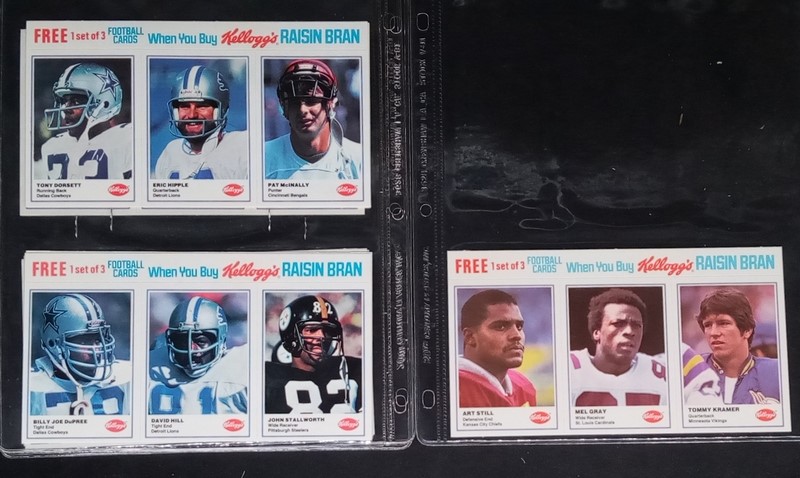 FREE 1 set of 3 FOOTBALL CARDS When You Buy Kellogg's RAISIN BRAN
TONY DORSETT
Running Back
Dallas Cowboys
Kellogg's
ERIC HIPPLE
Quarterback
Detroit Lions
Kellogg's
PAT McINALLY
Punter
Cincinnati Bengals
Kellogg's
FREE 1 set of 3 FOOTBALL CARDS When You Buy Kellogg's RAISIN BRAN
82
BILLY JOE DuPREE
Tight End
Dallas Cowboys
Kellogg's
DAVID HILL
Tight End
Detroit Lions
Kellogg's
JOHN STALLWORTH
Wide Receiver
Pittsburgh Steelers
Kellogg's
FREE 1 set of 3 FOOTBALL CARDS When You Buy Kellogg's RAISIN BRAN
ART STILL
Defensive End
Kansas City Chiefs
Kellogg's
MEL GRAY
Wide Receiver
St. Louis Cardinals
Kellogg's
TOMMY KRAMER
Quarterback
Minnesota Vikings
Kellogg's